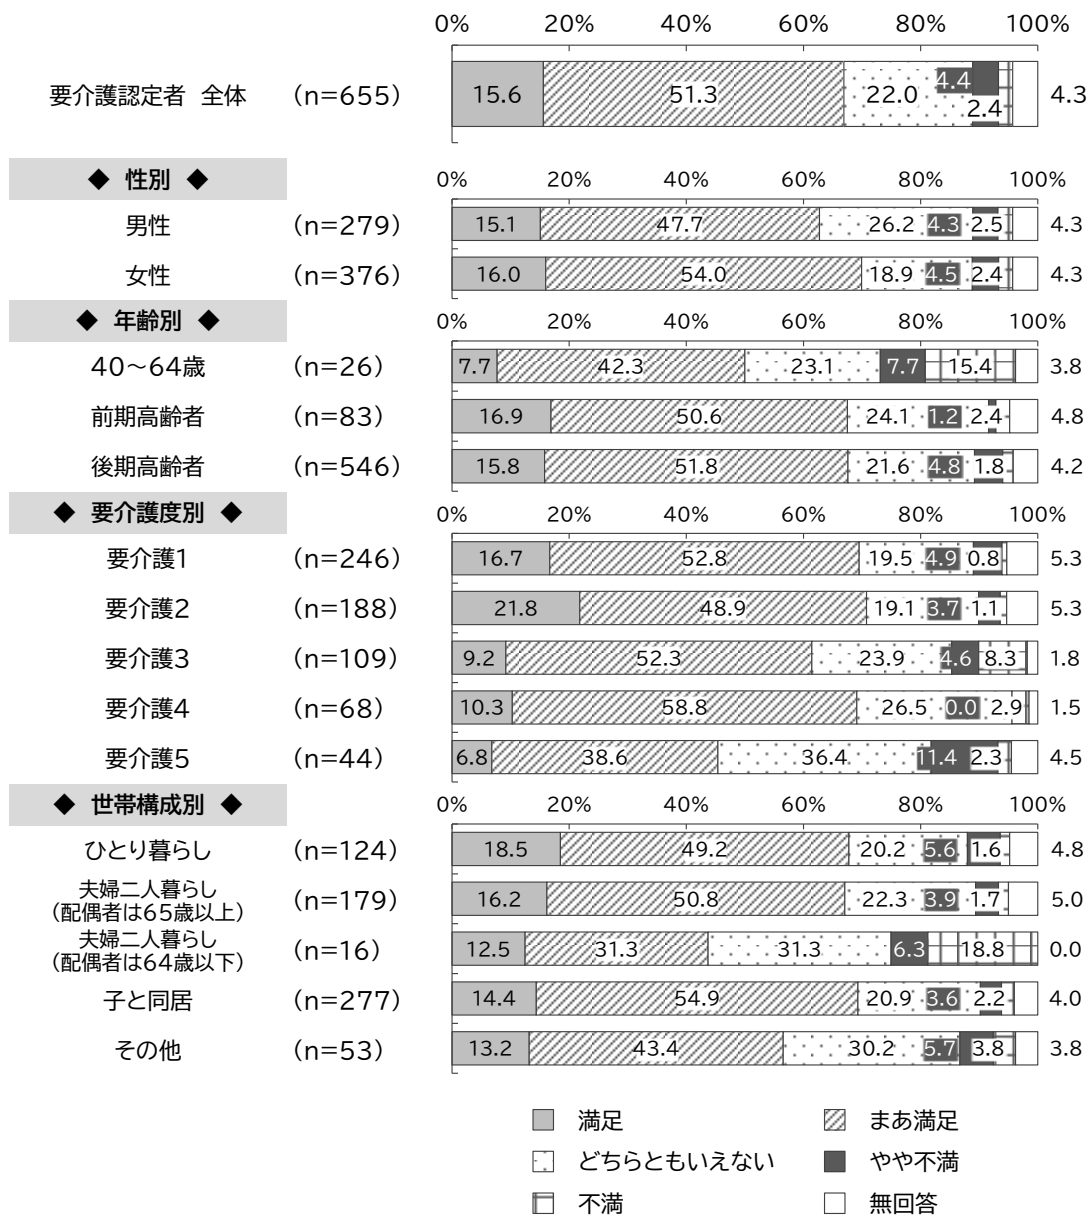 0% 20% 40% 60% 80% 100%
要介護認定者 全体 (n=655) 15.6 51.3 22.0 4.4 2.4 4.3
◆ 性別 ◆ 0% 20% 40% 60% 80% 100%
男性 (n=279) 15.1 47.7 26.2 4.3 2.5 4.3
女性 (n=376) 16.0 54.0 18.9 4.5 2.4 4.3
◆ 年齢別 ◆ 0% 20% 40% 60% 80% 100%
40～64歳 (n=26) 7.7 42.3 23.1 7.7 15.4 3.8
前期高齢者 (n=83) 16.9 50.6 24.1 1.2 2.4 4.8
後期高齢者 (n=546) 15.8 51.8 21.6 4.8 1.8 4.2
◆ 要介護度別 ◆ 0% 20% 40% 60% 80% 100%
要介護1 (n=246) 16.7 52.8 19.5 4.9 0.8 5.3
要介護2 (n=188) 21.8 48.9 19.1 3.7 1.1 5.3
要介護3 (n=109) 9.2 52.3 23.9 4.6 8.3 1.8
要介護4 (n=68) 10.3 58.8 26.5 0.0 2.9 1.5
要介護5 (n=44) 6.8 38.6 36.4 11.4 2.3 4.5
◆ 世帯構成別 ◆ 0% 20% 40% 60% 80% 100%
ひとり暮らし (n=124) 18.5 49.2 20.2 5.6 1.6 4.8
夫婦二人暮らし
(配偶者は65歳以上) (n=179) 16.2 50.8 22.3 3.9 1.7 5.0
夫婦二人暮らし
(配偶者は64歳以下) (n=16) 12.5 31.3 31.3 6.3 18.8 0.0
子と同居 (n=277) 14.4 54.9 20.9 3.6 2.2 4.0
その他 (n=53) 13.2 43.4 30.2 5.7 3.8 3.8
満足 まあ満足
どちらともいえない やや不満
不満 無回答